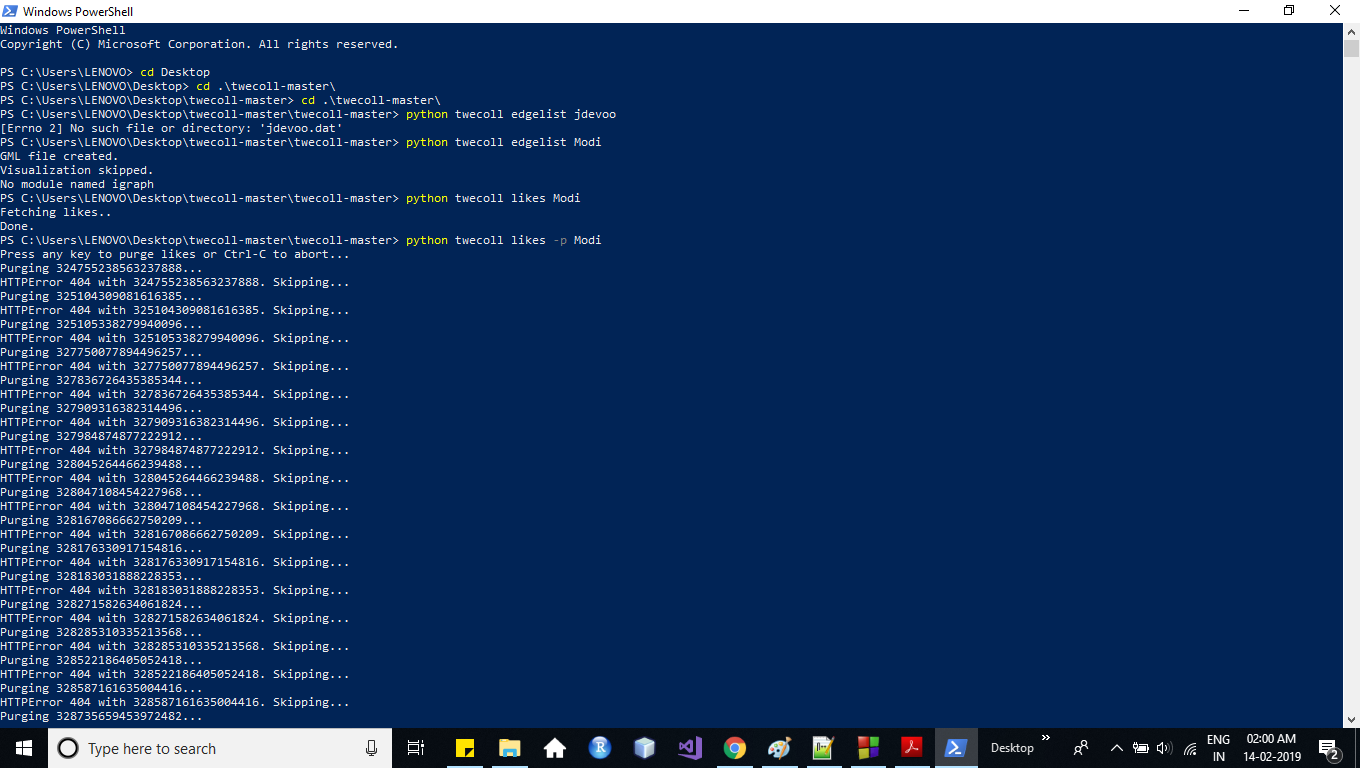 Windows PowerShell
Windows PowerShell
Copyright (C) Microsoft Corporation. All rights reserved.
PS C:\Users\LENOVO> cd Desktop
PS C:\Users\LENOVO\Desktop> cd .\twecoll-master\
PS C:\Users\LENOVO\Desktop\twecoll-master> cd .\twecoll-master\
PS C:\Users\LENOVO\Desktop\twecoll-master\twecoll-master> python twecoll edgelist jdevoo
[Errno 2] No such file or directory: 'jdevoo.dat'
PS C:\Users\LENOVO\Desktop\twecoll-master\twecoll-master> python twecoll edgelist Modi
GML file created.
Visualization skipped.
No module named igraph
PS C:\Users\LENOVO\Desktop\twecoll-master\twecoll-master> python twecoll likes Modi
Fetching likes..
Done.
PS C:\Users\LENOVO\Desktop\twecoll-master\twecoll-master> python twecoll likes -p Modi
Press any key to purge likes or Ctrl-C to abort...
Purging 324755238563237888...
HTTPError 404 with 324755238563237888. Skipping...
Purging 325104309081616385...
HTTPError 404 with 325104309081616385. Skipping...
Purging 325105338279940096...
HTTPError 404 with 325105338279940096. Skipping...
Purging 327750077894496257...
HTTPError 404 with 327750077894496257. Skipping...
Purging 327836726435385344...
HTTPError 404 with 327836726435385344. Skipping...
Purging 327909316382314496...
HTTPError 404 with 327909316382314496. Skipping...
Purging 327984874877222912...
HTTPError 404 with 327984874877222912. Skipping...
Purging 328045264466239488...
HTTPError 404 with 328045264466239488. Skipping...
Purging 328047108454227968...
HTTPError 404 with 328047108454227968. Skipping...
Purging 328167086662750209...
HTTPError 404 with 328167086662750209. Skipping...
Purging 328176330917154816...
HTTPError 404 with 328176330917154816. Skipping...
Purging 328183031888228353...
HTTPError 404 with 328183031888228353. Skipping...
Purging 328271582634061824...
HTTPError 404 with 328271582634061824. Skipping...
Purging 328285310335213568...
HTTPError 404 with 328285310335213568. Skipping...
Purging 328522186405052418...
HTTPError 404 with 328522186405052418. Skipping...
Purging 328587161635004416...
HTTPError 404 with 328587161635004416. Skipping...
Purging 328735659453972482...
Type here to search
Desktop
ENG
IN
02:00 AM
14-02-2019
2